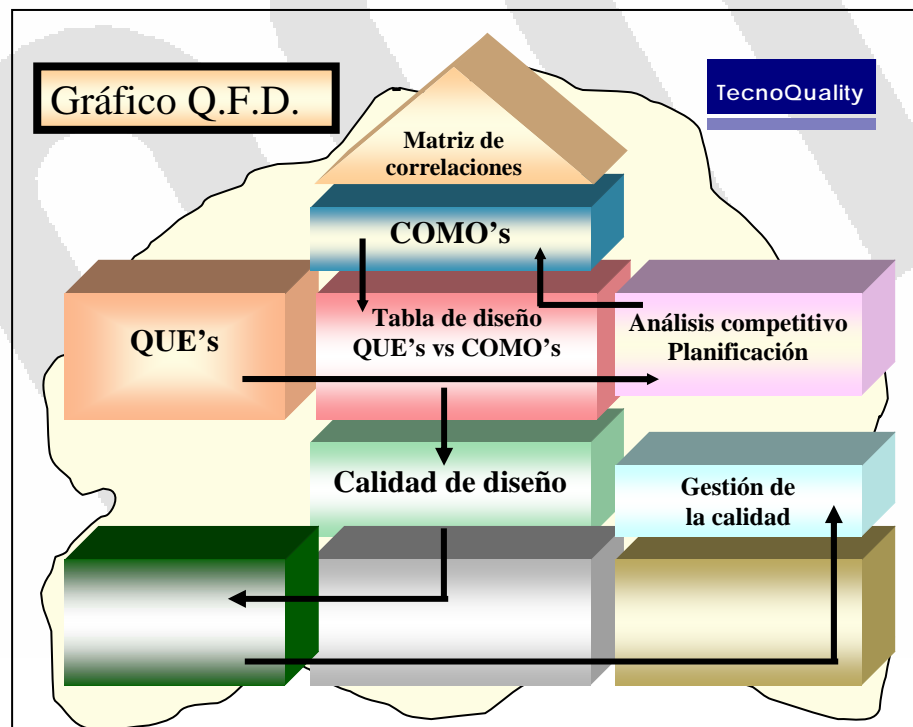 Gráfico Q.F.D.
TecnoQuality
Matriz de
correlaciones
COMO’s
QUE’s
Tabla de diseño
QUE’s vs COMO’s
Análisis competitivo
Planificación
Calidad de diseño
Gestión de
la calidad